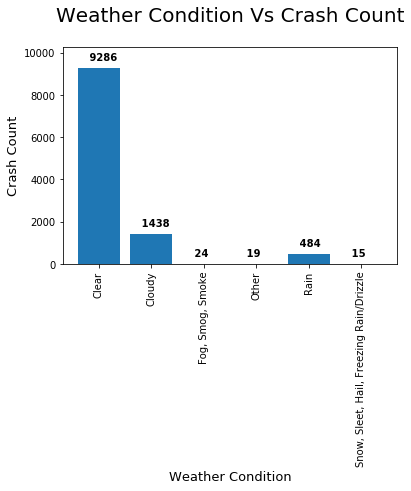 Weather Condition Vs Crash Count
10000
8000
6000
4000
2000
0
Crash Count
9286
1438
24
19
484
15
Clear
Cloudy
Fog, Smog, Smoke
Other
Rain
Snow, Sleet, Hail, Freezing Rain/Drizzle
Weather Condition